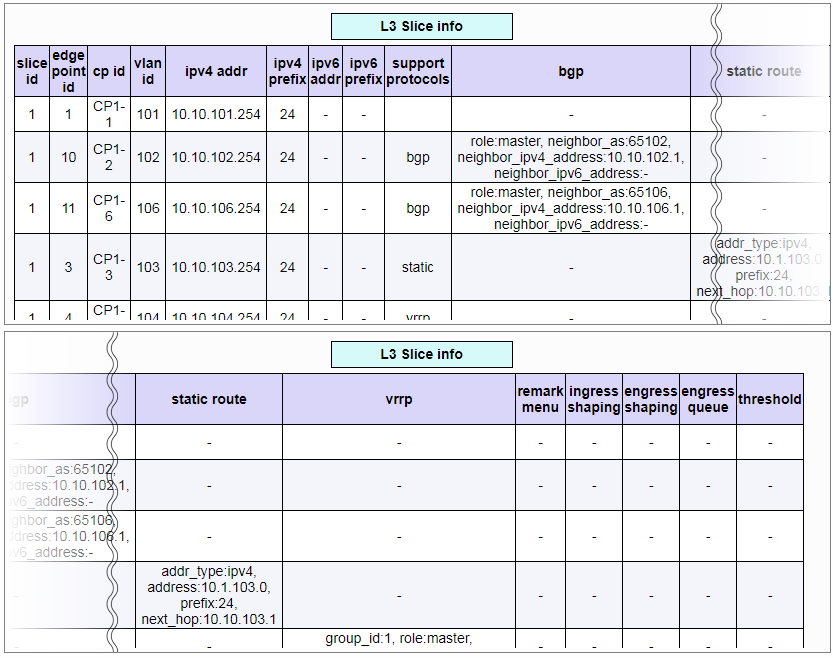 L3 Slice info
slice id edge point id cp id vlan id ipv4 addr ipv4 prefix ipv6 addr ipv6 prefix support protocols bgp static route
1 1 CP1-1 101 10.10.101.254 24 - - - -
1 10 CP1-2 102 10.10.102.254 24 - - bgp role:master, neighbor_as:65102, neighbor_ipv4_address:10.10.102.1, neighbor_ipv6_address:- -
1 11 CP1-6 106 10.10.106.254 24 - - bgp role:master, neighbor_as:65106, neighbor_ipv4_address:10.10.106.1, neighbor_ipv6_address:- -
1 3 CP1-3 103 10.10.103.254 24 - - static - addr_type:ipv4, address:10.1.103.0 prefix:24, next_hop:10.10.103.
1 4 CP1- 104 10.10.104.254 24 - - vrrp -
L3 Slice info
gp static route vrrp remark menu ingress shaping engress shaping engress queue threshold
- - - - - - - -
ghbor_as:65102, dress:10.10.102.1, v6_address:- - - - - - - -
ghbor_as:65106, dress:10.10.106.1, v6_address:- - - - - - - -
- addr_type:ipv4, address:10.1.103.0, prefix:24, next_hop:10.10.103.1 - - - - - -
- - group_id:1, role:master, - - - - -